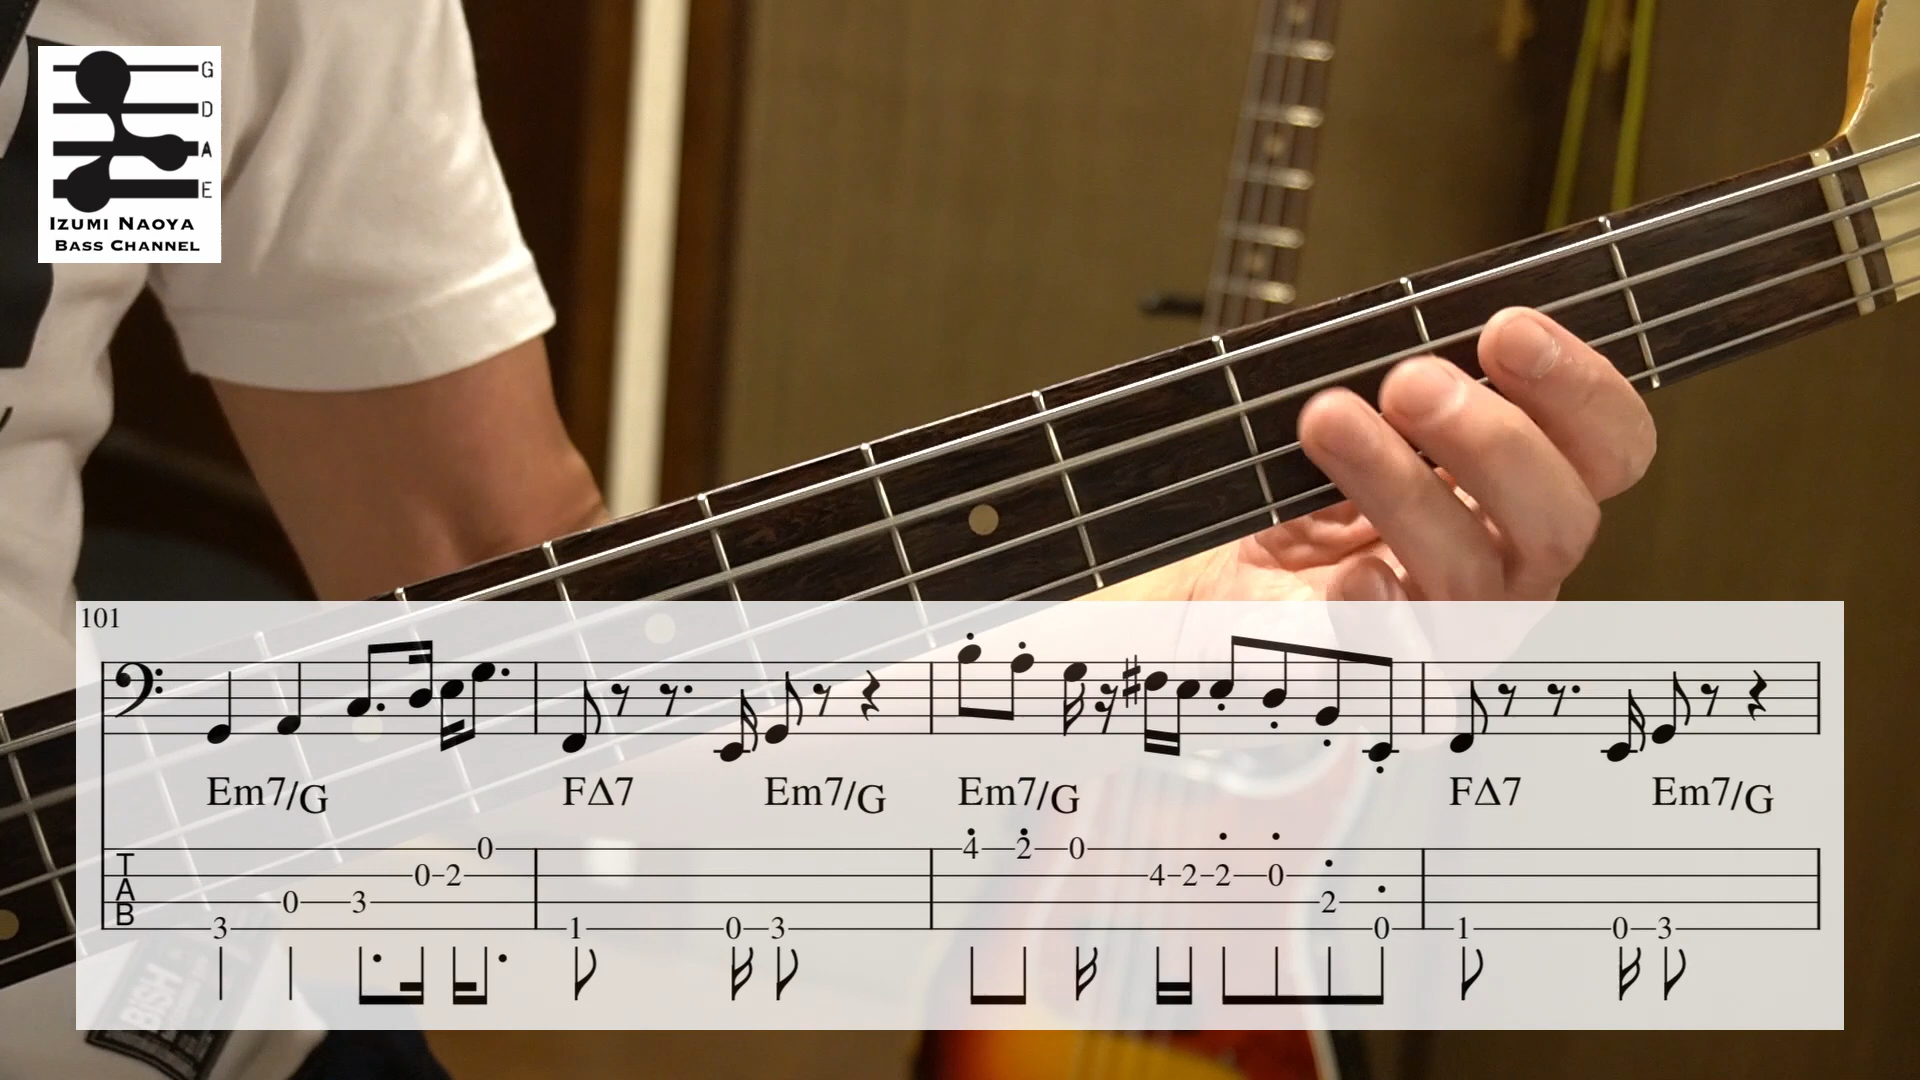 G
D
A
E
IZUMI NAOYA
BASS CHANNEL
101
Em7/G FΔ7 Em7/G Em7/G FΔ7 Em7/G
T
A
B
4 2 0
0
0 2 4 2 2 0
0 3 2
3 1 0 3 0 1 0 3
BiSH